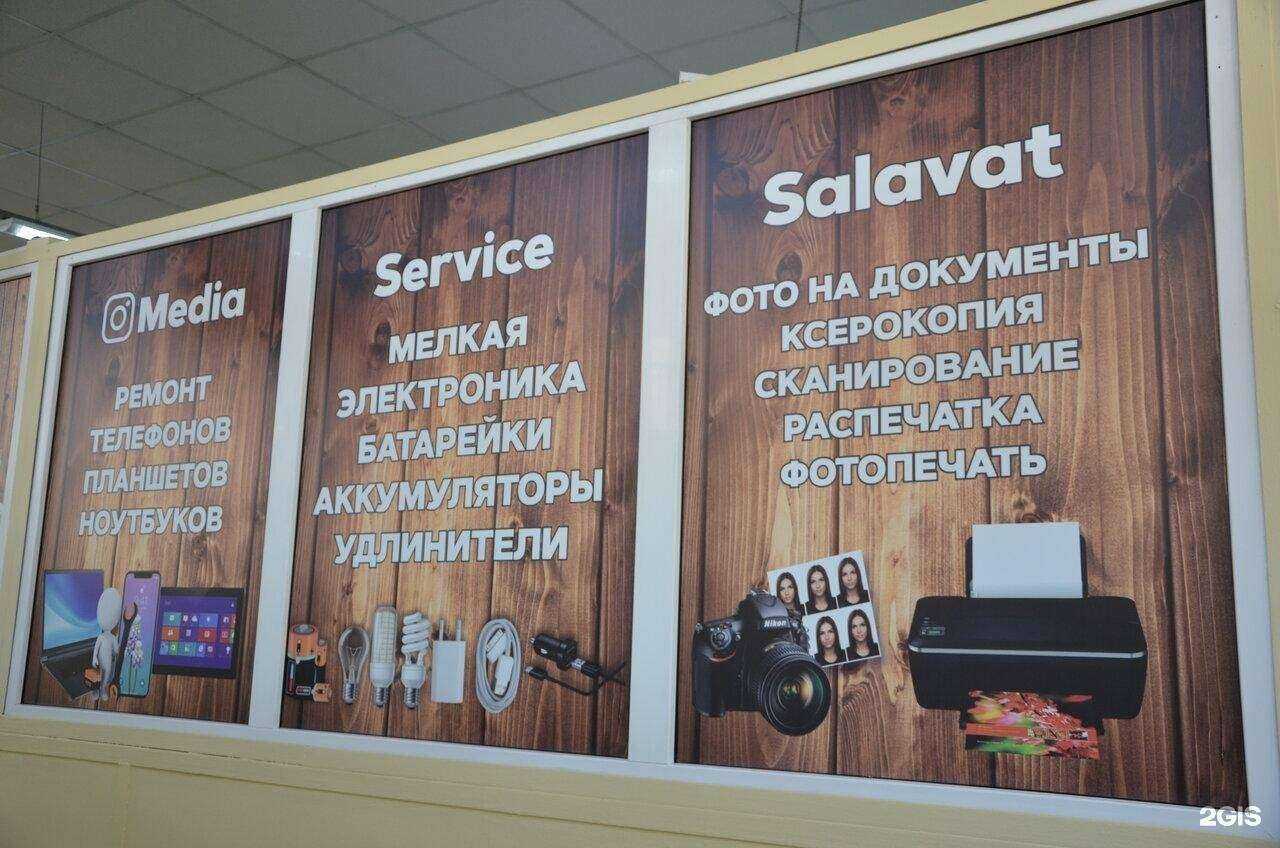 Media
РЕМОНТ
ТЕЛЕФОНОВ
ПЛАНШЕТОВ
НОУТБУКОВ
Service
МЕЛКАЯ
ЭЛЕКТРОНИКА
БАТАРЕЙКИ
АККУМУЛЯТОРЫ
УДЛИНИТЕЛИ
Salavat
ФОТО НА ДОКУМЕНТЫ
КСЕРОКОПИЯ
СКАНИРОВАНИЕ
РАСПЕЧАТКА
ФОТОПЕЧАТЬ
Nikon
2GIS